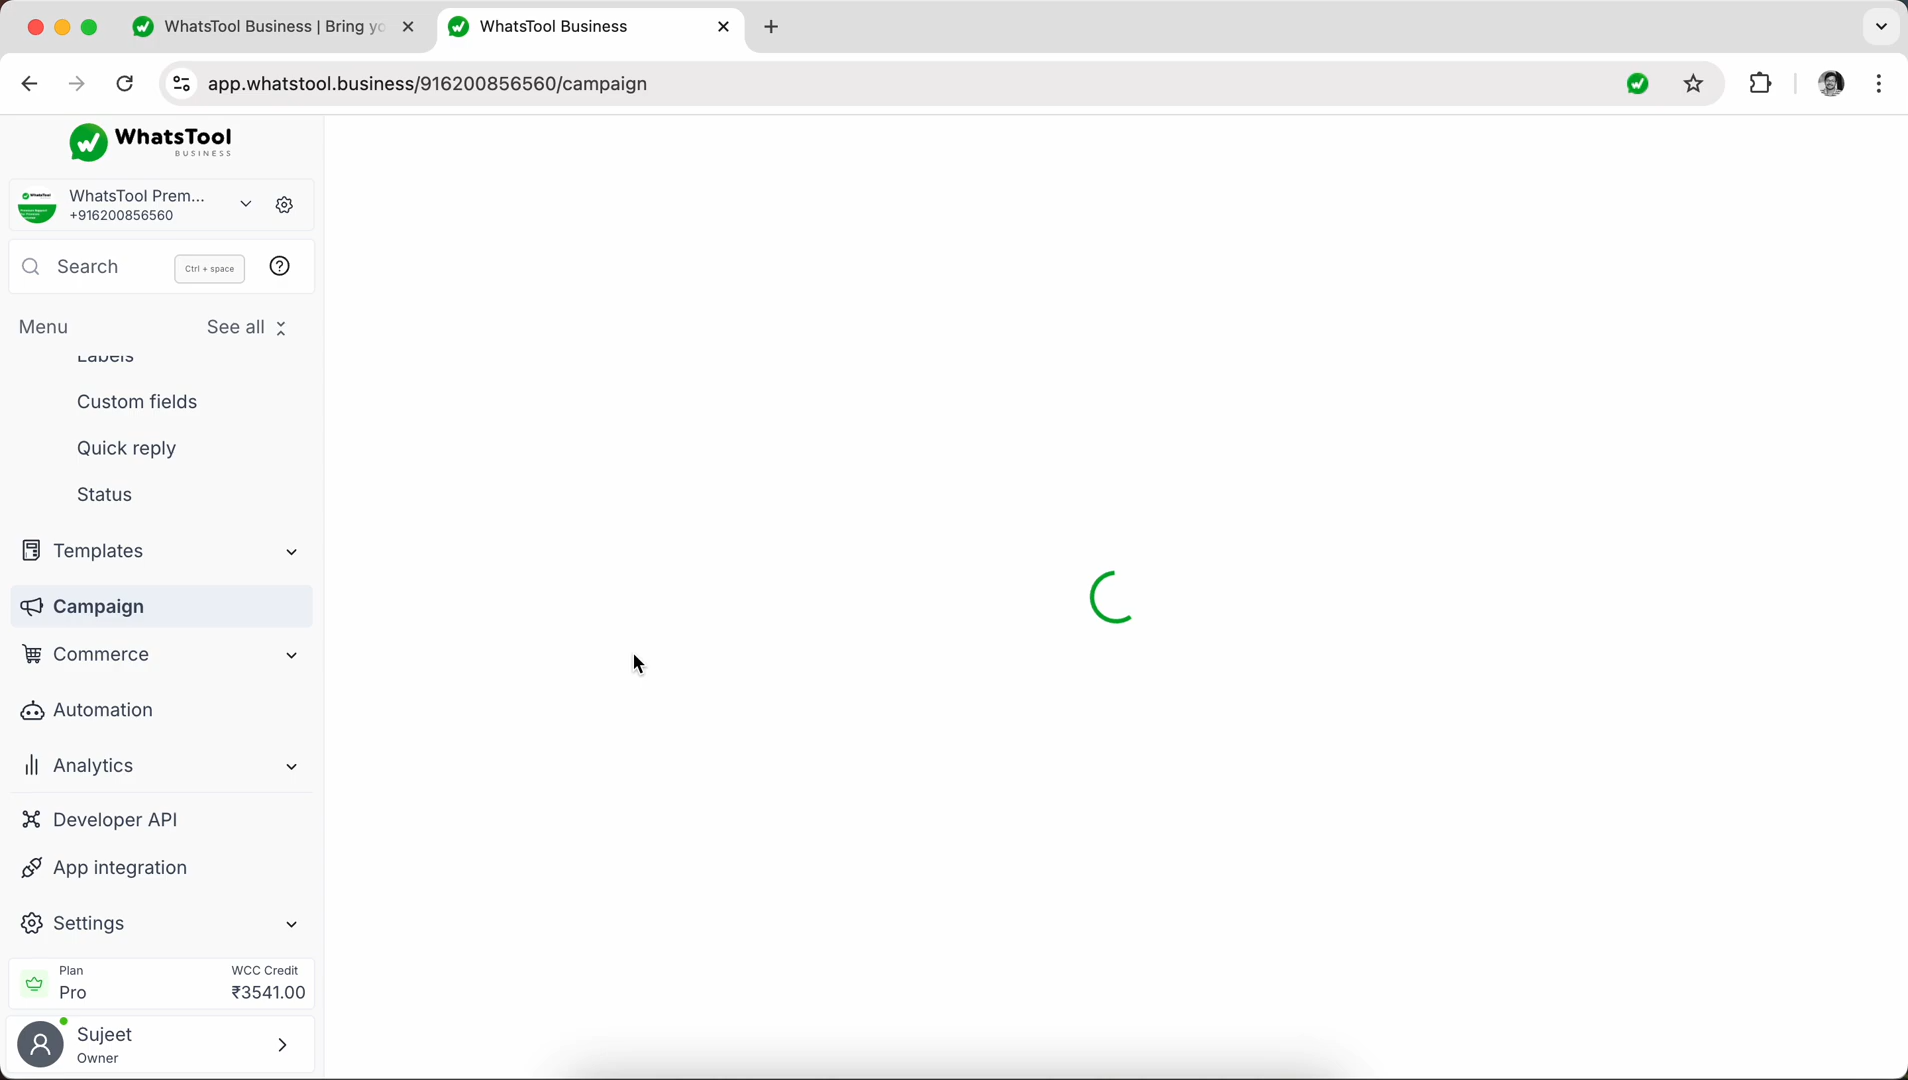 WhatsTool Business | Bring yo
WhatsTool Business
app.whatstool.business/916200856560/campaign
WhatsTool
BUSINESS
WhatsTool Prem...
+916200856560
Search
Ctrl + space
Menu
See all
Labels
Custom fields
Quick reply
Status
Templates
Campaign
Commerce
Automation
Analytics
Developer API
App integration
Settings
Plan
WCC Credit
Pro
₹3541.00
Sujeet
Owner